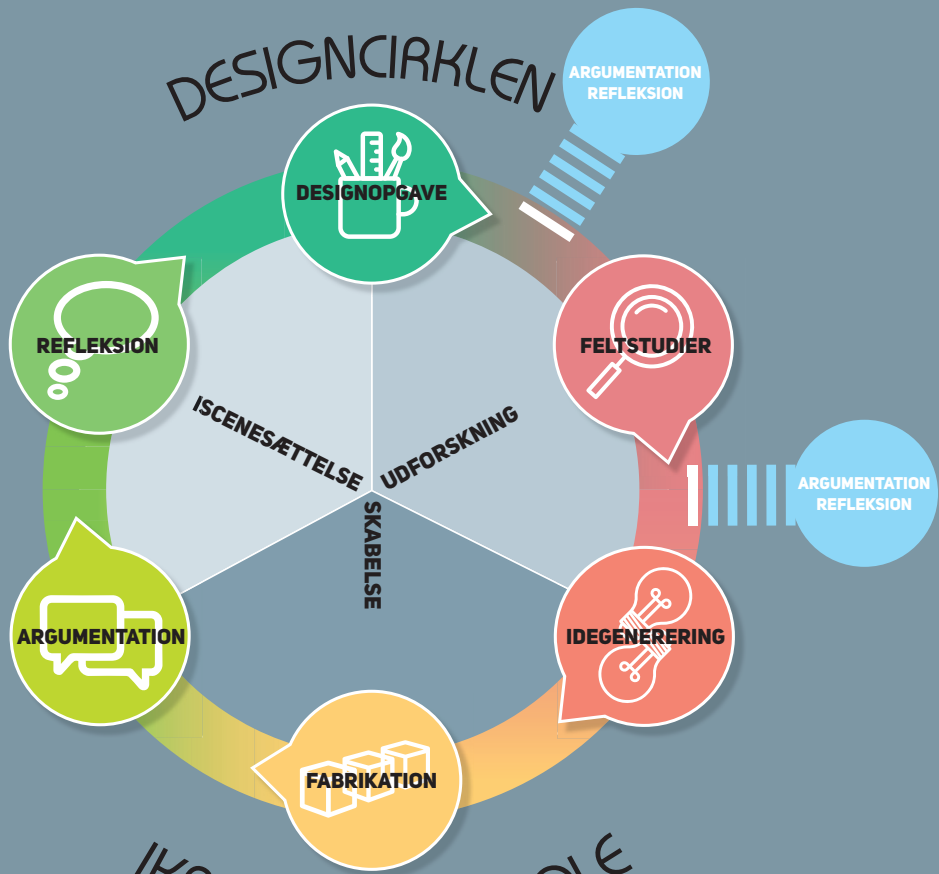 DESIGNCIRKLEN
ARGUMENTATION
REFLEKSION
DESIGNOPGAVE
REFLEKSION
FELTSTUDIER
ISCENESÆTTELSE
UDFORSKNING
SKABELSE
ARGUMENTATION
REFLEKSION
ARGUMENTATION
IDEGENERERING
FABRIKATION